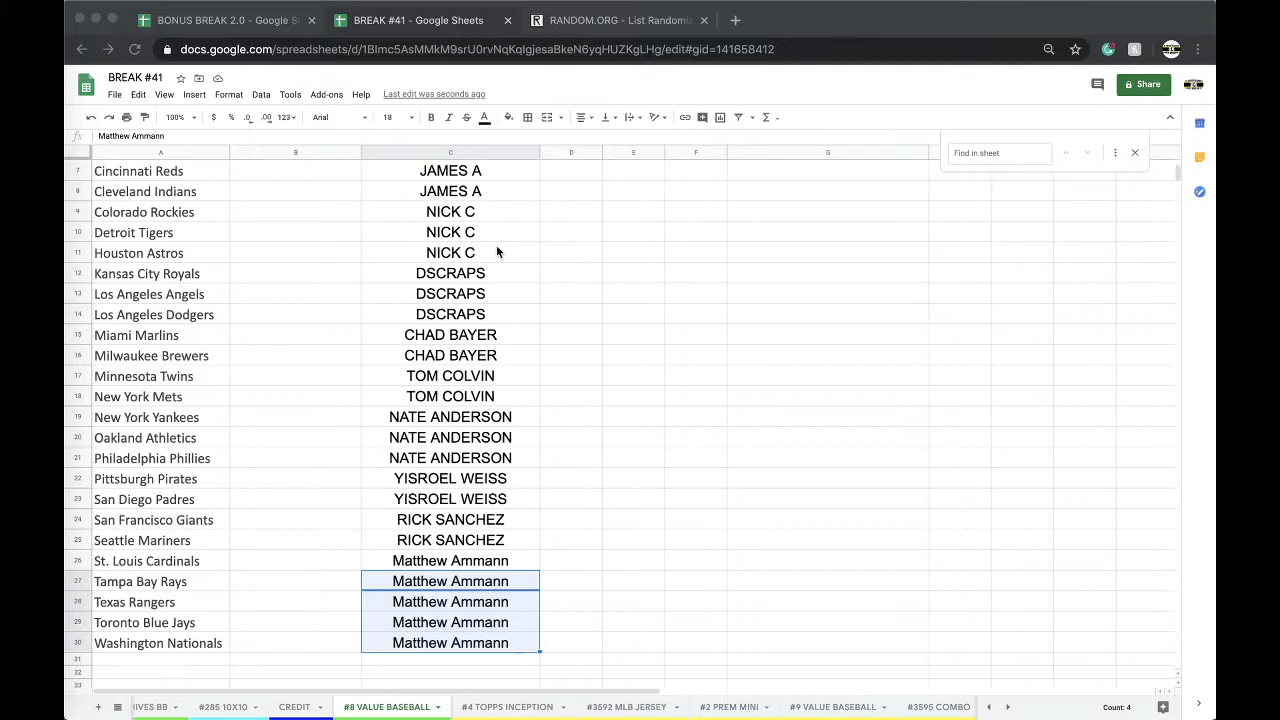 BONUS BREAK 2.0 - Google S
BREAK #41 - Google Sheets
RANDOM.ORG - List Randomiz
docs.google.com/spreadsheets/d/1BImc5AsMMkM9srU0rvNqKqIgjesaBkeN6yqHUZKgLHg/edit#gid=141658412
BREAK #41
File Edit View Insert Format Data Tools Add-ons Help Last edit was seconds ago
Share
100% $ % .0 .00 123 Arial 18 B I S A
fx Matthew Ammann
Find in sheet
A B C D E F G
7 Cincinnati Reds JAMES A
8 Cleveland Indians JAMES A
9 Colorado Rockies NICK C
10 Detroit Tigers NICK C
11 Houston Astros NICK C
12 Kansas City Royals DSCRAPS
13 Los Angeles Angels DSCRAPS
14 Los Angeles Dodgers DSCRAPS
15 Miami Marlins CHAD BAYER
16 Milwaukee Brewers CHAD BAYER
17 Minnesota Twins TOM COLVIN
18 New York Mets TOM COLVIN
19 New York Yankees NATE ANDERSON
20 Oakland Athletics NATE ANDERSON
21 Philadelphia Phillies NATE ANDERSON
22 Pittsburgh Pirates YISROEL WEISS
23 San Diego Padres YISROEL WEISS
24 San Francisco Giants RICK SANCHEZ
25 Seattle Mariners RICK SANCHEZ
26 St. Louis Cardinals Matthew Ammann
27 Tampa Bay Rays Matthew Ammann
28 Texas Rangers Matthew Ammann
29 Toronto Blue Jays Matthew Ammann
30 Washington Nationals Matthew Ammann
31
32
33
HIVES BB #285 10X10 CREDIT #8 VALUE BASEBALL #4 TOPPS INCEPTION #3592 MLB JERSEY #2 PREM MINI #9 VALUE BASEBALL #3595 COMBO Count: 4